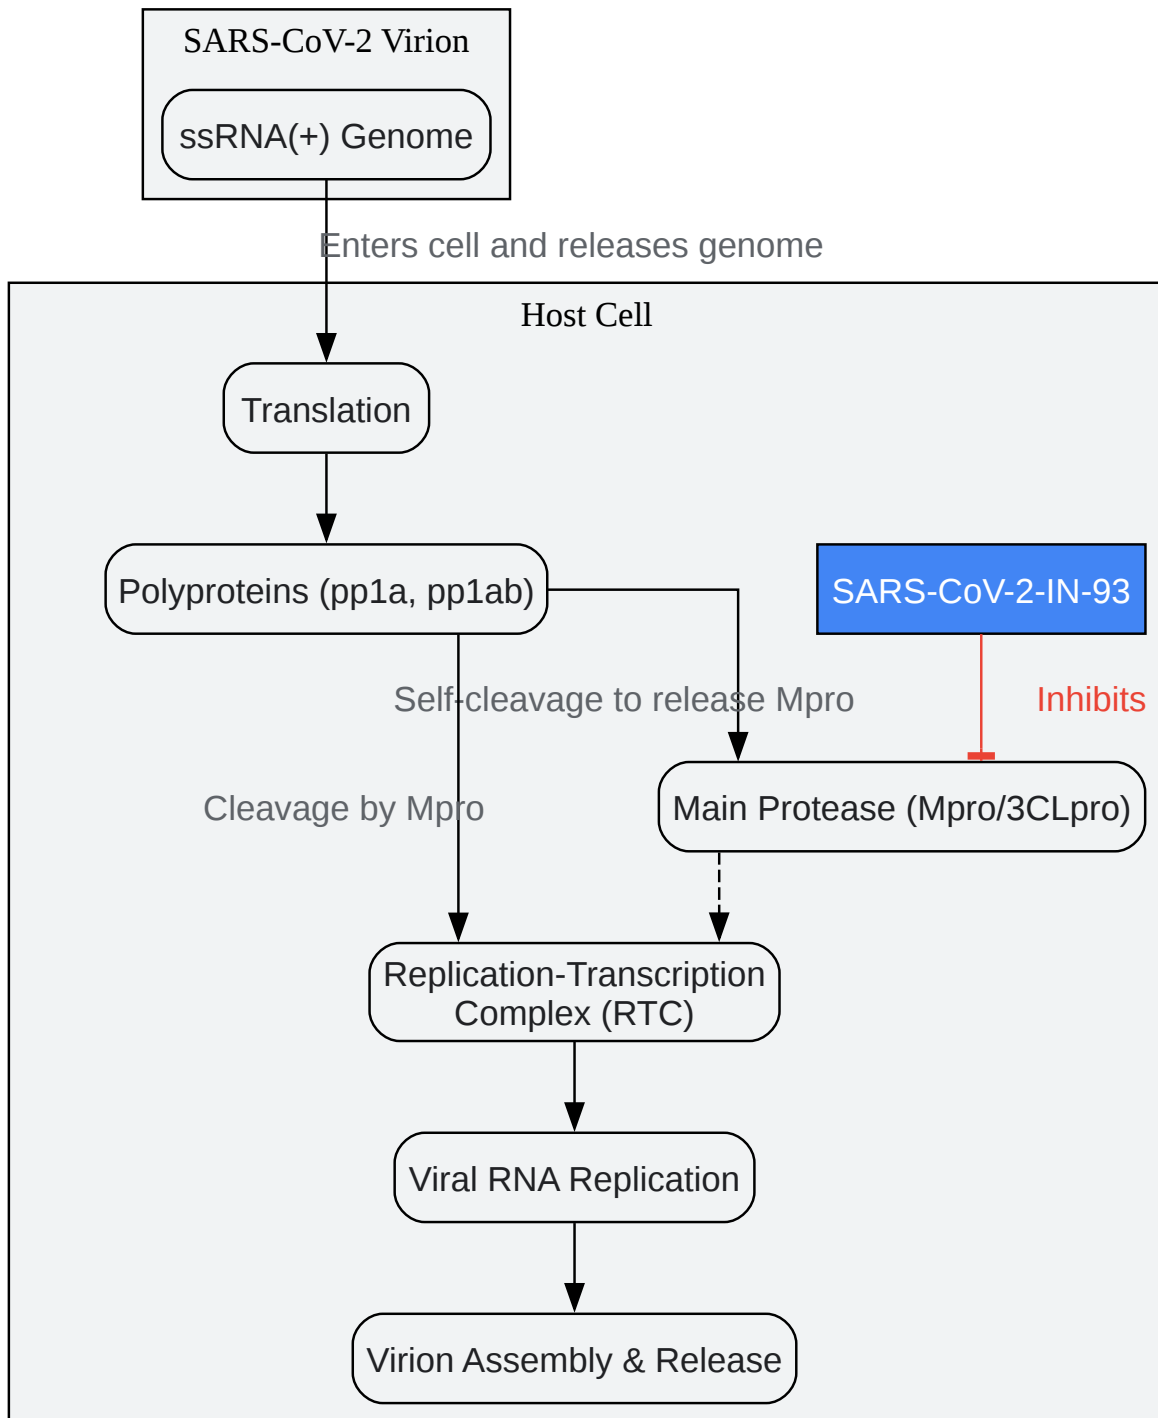 SARS-CoV-2 Virion
ssRNA(+) Genome
Enters cell and releases genome
Host Cell
Translation
Polyproteins (pp1a, pp1ab)
SARS-CoV-2-IN-93
Self-cleavage to release Mpro
Inhibits
Cleavage by Mpro
Main Protease (Mpro/3CLpro)
Replication-Transcription
Complex (RTC)
Viral RNA Replication
Virion Assembly & Release